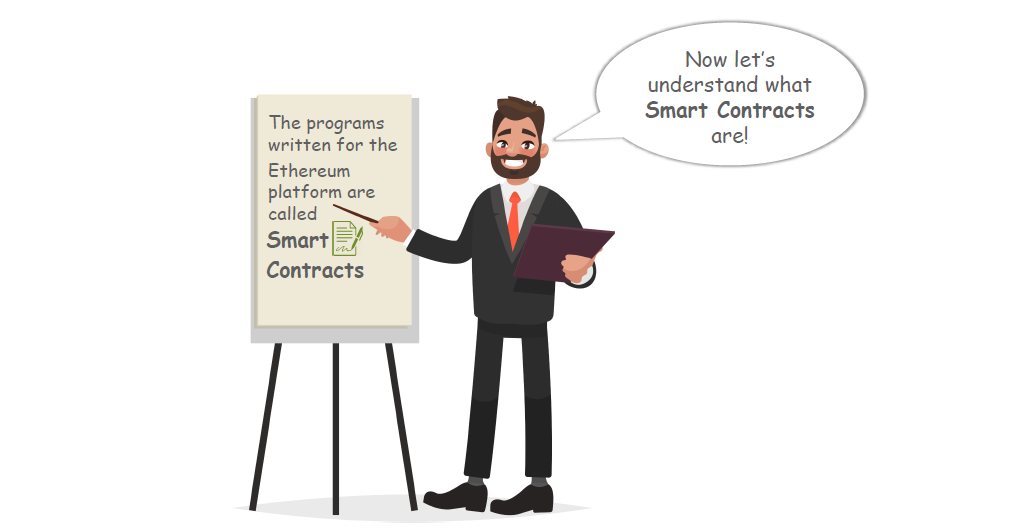 The programs
written for the
Ethereum
platform are
called
Smart
Contracts
Now let's
understand what
Smart Contracts
are!